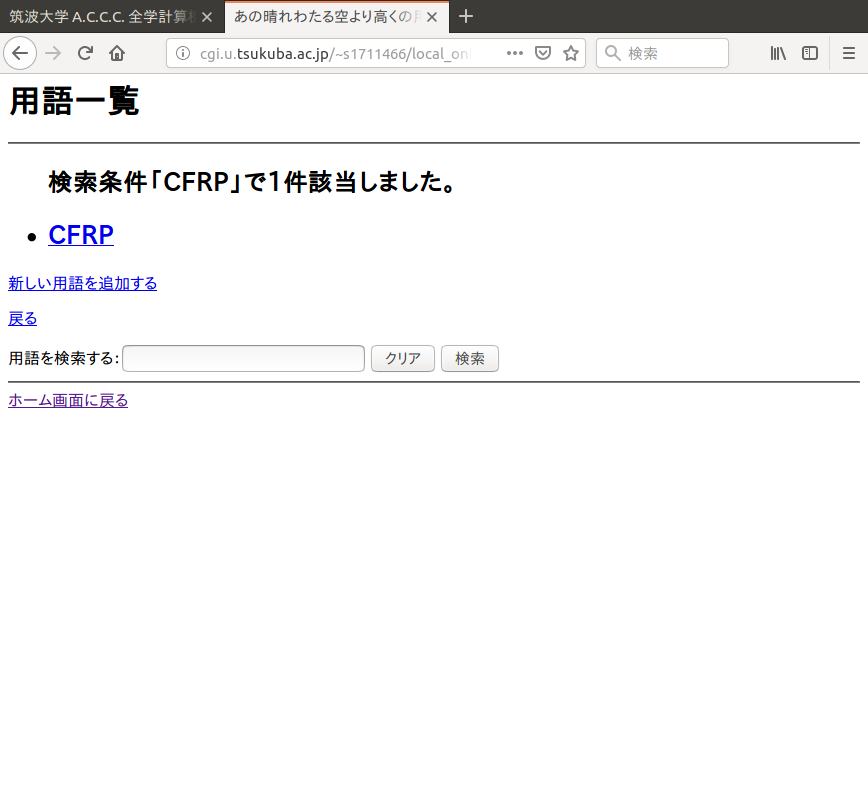 筑波大学 A.C.C.C. 全学計算
あの晴れわたる空より高くの
cgi.u.tsukuba.ac.jp/~s1711466/local_on
検索
用語一覧
検索条件「CFRP」で1件該当しました。
CFRP
新しい用語を追加する
戻る
用語を検索する: クリア 検索
ホーム画面に戻る